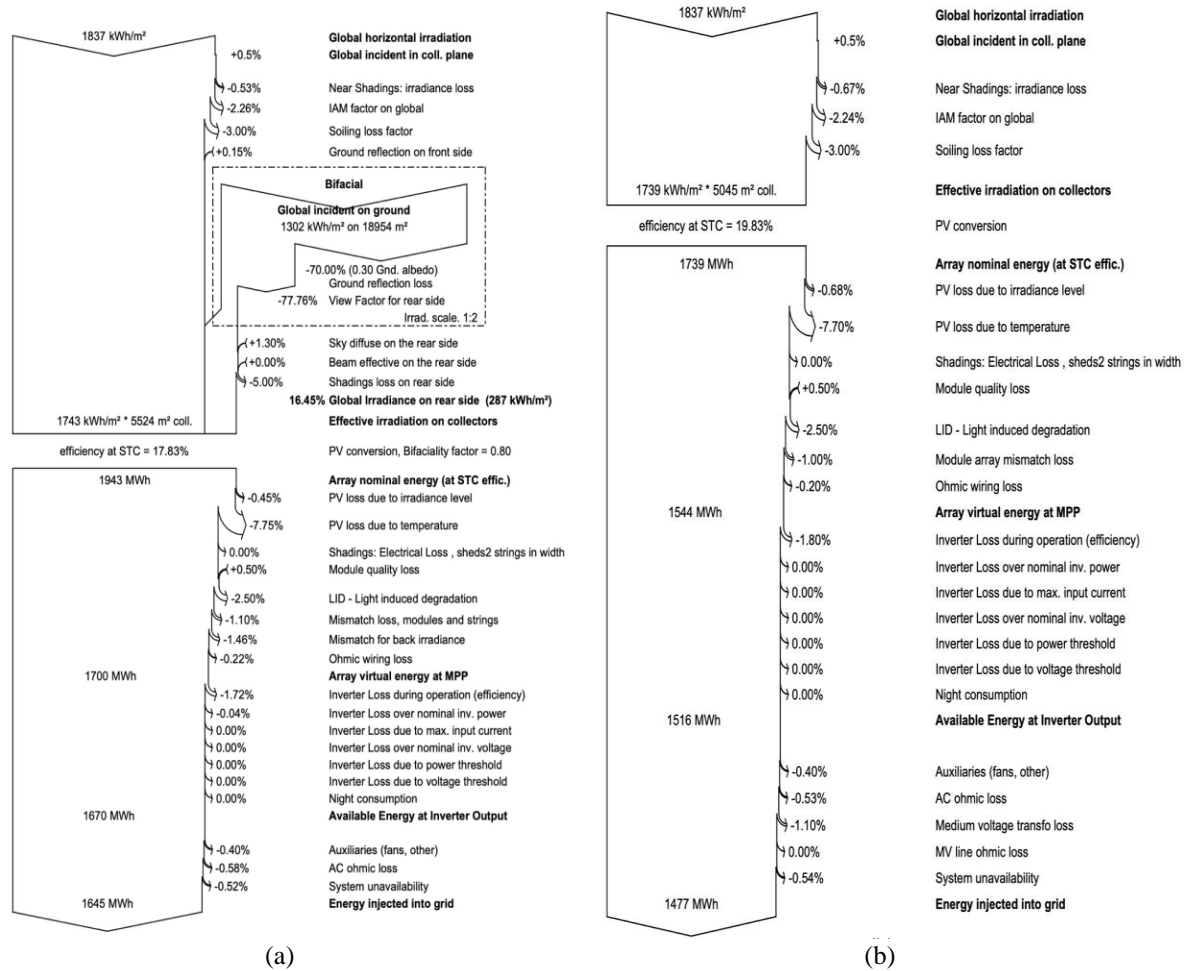 1837 kWh/m²
Global horizontal irradiation
+0.5% Global incident in coll. plane
-0.53% Near Shadings: irradiance loss
-2.26% IAM factor on global
-3.00% Soiling loss factor
+0.15% Ground reflection on front side
Bifacial
Global incident on ground
1302 kWh/m² on 18954 m²
-70.00% (0.30 Gnd. albedo)
Ground reflection loss
-77.76% View Factor for rear side
Irrad. scale. 1:2
+1.30% Sky diffuse on the rear side
+0.00% Beam effective on the rear side
-5.00% Shadings loss on rear side
16.45% Global Irradiance on rear side (287 kWh/m²)
1743 kWh/m² * 5524 m² coll. Effective irradiation on collectors
efficiency at STC = 17.83% PV conversion, Bifaciality factor = 0.80
1943 MWh Array nominal energy (at STC effic.)
-0.45% PV loss due to irradiance level
-7.75% PV loss due to temperature
0.00% Shadings: Electrical Loss , sheds2 strings in width
+0.50% Module quality loss
-2.50% LID - Light induced degradation
-1.10% Mismatch loss, modules and strings
-1.46% Mismatch for back irradiance
-0.22% Ohmic wiring loss
1700 MWh Array virtual energy at MPP
-1.72% Inverter Loss during operation (efficiency)
-0.04% Inverter Loss over nominal inv. power
0.00% Inverter Loss due to max. input current
0.00% Inverter Loss over nominal inv. voltage
0.00% Inverter Loss due to power threshold
0.00% Inverter Loss due to voltage threshold
0.00% Night consumption
1670 MWh Available Energy at Inverter Output
-0.40% Auxiliaries (fans, other)
-0.58% AC ohmic loss
-0.52% System unavailability
1645 MWh Energy injected into grid
(a)
1837 kWh/m² Global horizontal irradiation
+0.5% Global incident in coll. plane
-0.67% Near Shadings: irradiance loss
-2.24% IAM factor on global
-3.00% Soiling loss factor
1739 kWh/m² * 5045 m² coll. Effective irradiation on collectors
efficiency at STC = 19.83% PV conversion
1739 MWh Array nominal energy (at STC effic.)
-0.68% PV loss due to irradiance level
-7.70% PV loss due to temperature
0.00% Shadings: Electrical Loss , sheds2 strings in width
+0.50% Module quality loss
-2.50% LID - Light induced degradation
-1.00% Module array mismatch loss
-0.20% Ohmic wiring loss
1544 MWh Array virtual energy at MPP
-1.80% Inverter Loss during operation (efficiency)
0.00% Inverter Loss over nominal inv. power
0.00% Inverter Loss due to max. input current
0.00% Inverter Loss over nominal inv. voltage
0.00% Inverter Loss due to power threshold
0.00% Inverter Loss due to voltage threshold
0.00% Night consumption
1516 MWh Available Energy at Inverter Output
-0.40% Auxiliaries (fans, other)
-0.53% AC ohmic loss
-1.10% Medium voltage transfo loss
0.00% MV line ohmic loss
-0.54% System unavailability
1477 MWh Energy injected into grid
(b)